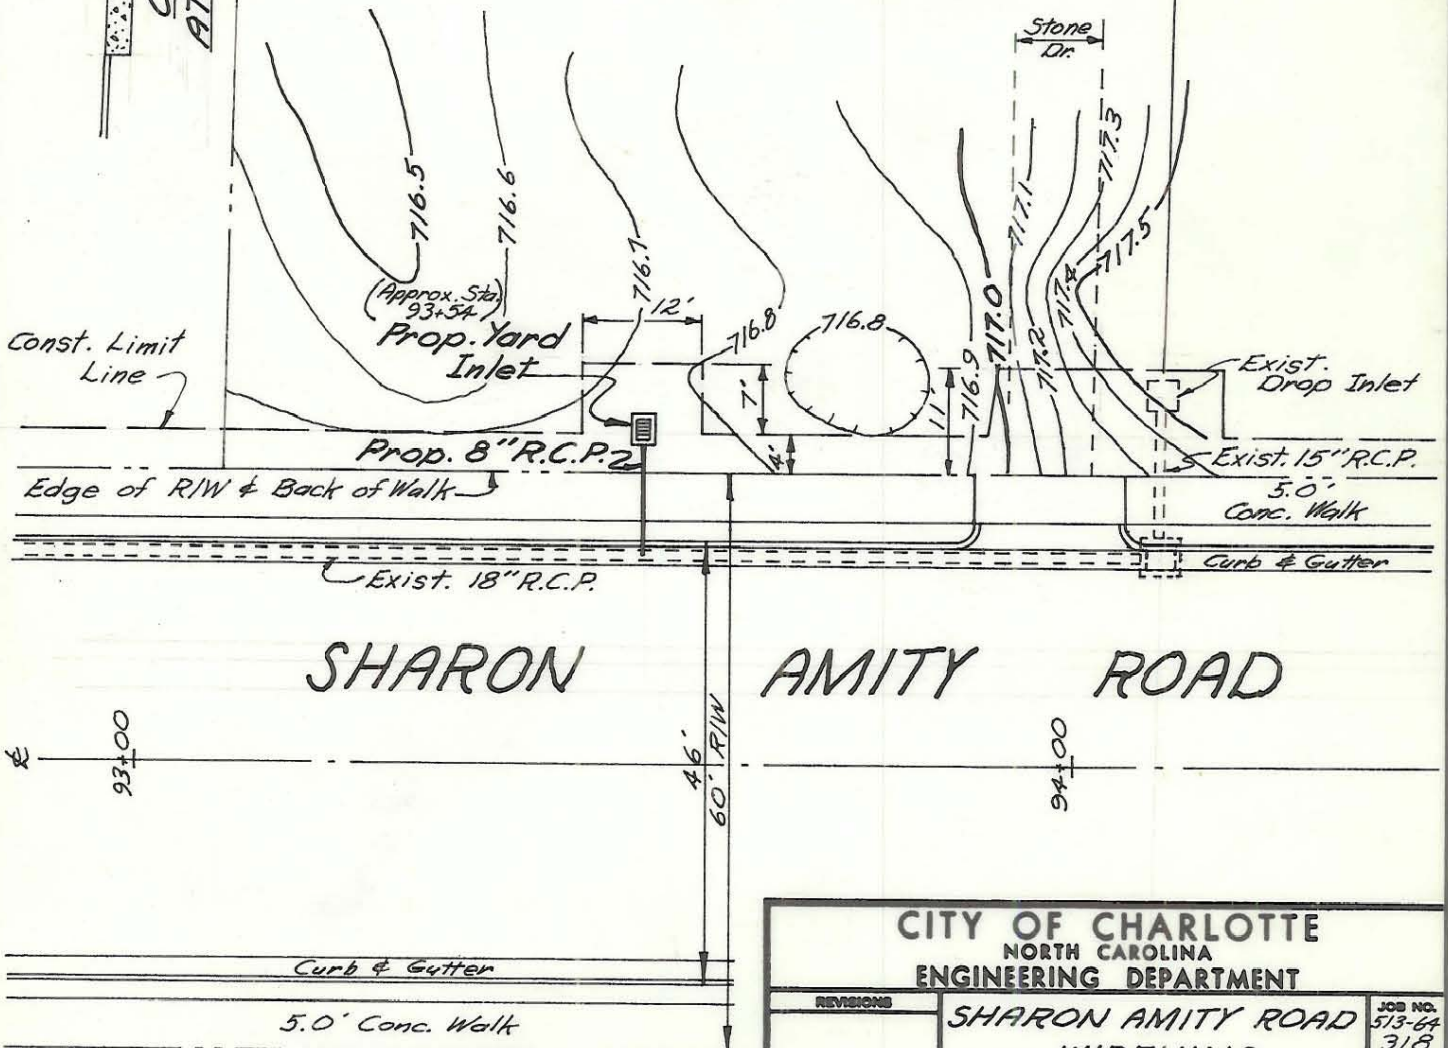 Stone
Dr.
716.5
716.6
716.7
716.8
716.8
716.9
717.0
717.1
717.2
717.3
717.4
717.5
(Approx. Sta.
93+54)
12'
Prop. Yard
Inlet
7'
4'
11
Const. Limit
Line
Exist.
Drop Inlet
Prop. 8" R.C.P.
Exist. 15" R.C.P.
Edge of R/W & Back of Walk
5.0'
Conc. Walk
Curb & Gutter
Exist. 18" R.C.P.
SHARON AMITY ROAD
93+00
46'
60' R/W
94+00
℄
Curb & Gutter
5.0' Conc. Walk
CITY OF CHARLOTTE
NORTH CAROLINA
ENGINEERING DEPARTMENT
REVISIONS
SHARON AMITY ROAD
JOB NO.
513-64
318